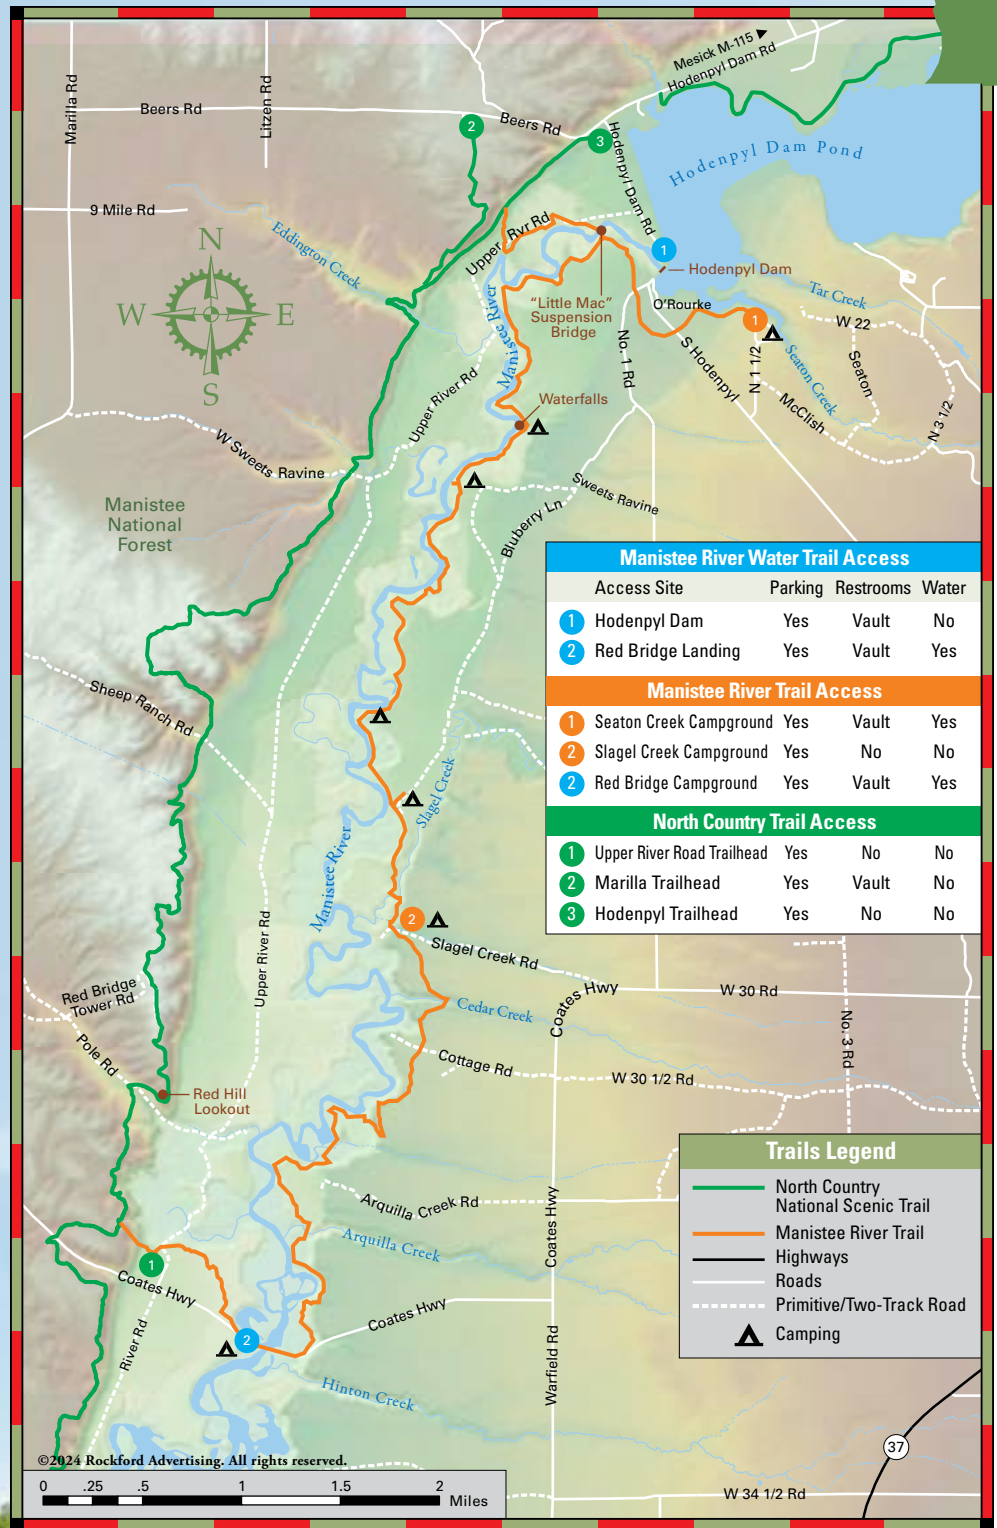 Mesick M-115
Hodenpyl Dam Rd
Marilla Rd
Litzen Rd
Beers Rd
2
Beers Rd
3
Hodenpyl Dam Rd
Hodenpyl Dam Pond
9 Mile Rd
Eddington Creek
Upper Rvr Rd
1
Hodenpyl Dam
N
W
E
S
Manistee River
"Little Mac"
Suspension
Bridge
O'Rourke
1
Tar Creek
W 22
No. 1 Rd
S Hodenpyl
N 1 1/2
Seaton Creek
Seaton
McClish
N 3 1/2
Upper River Rd
Waterfalls
W Sweets Ravine
Sweets Ravine
Bluberry Ln
Manistee
National
Forest
Manistee River Water Trail Access
Access Site Parking Restrooms Water
1 Hodenpyl Dam Yes Vault No
2 Red Bridge Landing Yes Vault Yes
Manistee River Trail Access
1 Seaton Creek Campground Yes Vault Yes
2 Slagel Creek Campground Yes No No
2 Red Bridge Campground Yes Vault Yes
North Country Trail Access
1 Upper River Road Trailhead Yes No No
2 Marilla Trailhead Yes Vault No
3 Hodenpyl Trailhead Yes No No
Sheep Ranch Rd
Slagel Creek
Manistee River
2
Slagel Creek Rd
Upper River Rd
Red Bridge
Tower Rd
Cedar Creek
Coates Hwy
W 30 Rd
No. 3 Rd
Pole Rd
Cottage Rd
W 30 1/2 Rd
Red Hill
Lookout
Arquilla Creek Rd
Coates Hwy
Arquilla Creek
1
Coates Hwy
2
Coates Hwy
River Rd
Warfield Rd
Hinton Creek
Trails Legend
North Country
National Scenic Trail
Manistee River Trail
Highways
Roads
Primitive/Two-Track Road
Camping
37
W 34 1/2 Rd
©2024 Rockford Advertising. All rights reserved.
0 .25 .5 1 1.5 2
Miles